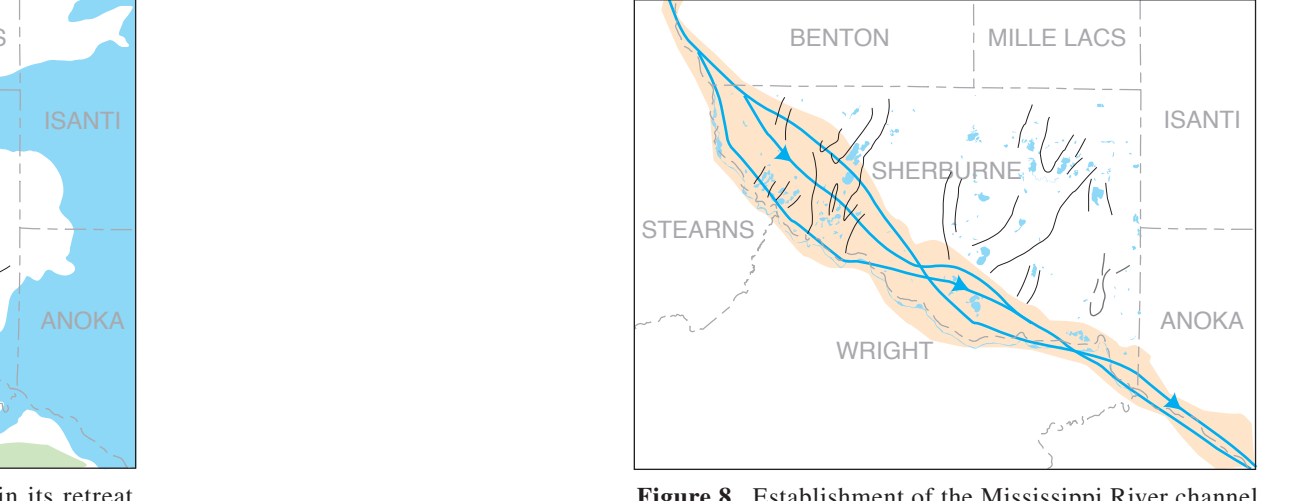 S
ISANTI
ANOKA
in its retreat
BENTON
MILLE LACS
ISANTI
SHERBURNE
STEARNS
ANOKA
WRIGHT
Figure 8. Establishment of the Mississippi River channel